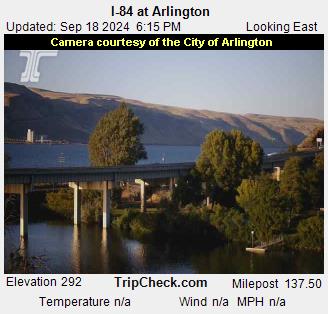 I-84 at Arlington
Updated: Sep 18 2024 6:15 PM Looking East
Camera courtesy of the City of Arlington
Elevation 292 TripCheck.com Milepost 137.50
Temperature n/a Wind n/a MPH n/a